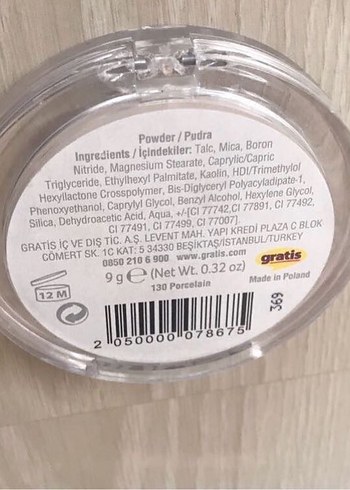 Powder / Pudra
Ingredients / İçindekiler: Talc, Mica, Boron
Nitride, Magnesium Stearate, Caprylic/Capric
Triglyceride, Ethylhexyl Palmitate, Kaolin, HDI/Trimethylol
Hexyllactone Crosspolymer, Bis-Diglyceryl Polyacyladipate-1,
Phenoxyethanol, Caprylyl Glycol, Benzyl Alcohol, Hexylene Glycol,
Silica, Dehydroacetic Acid, Aqua, +/-[CI 77742, CI 77891, CI 77492,
CI 77491, CI 77499, CI 77007]
GRATİS İÇ VE DIŞ TİC. A.Ş. LEVENT MAH. YAPI KREDİ PLAZA C BLOK
CÖMERT SK. 1C KAT: 5 34330 BEŞİKTAŞ/İSTANBUL/TURKEY
0850 210 6 900 www.gratis.com
9 g e (Net Wt. 0.32 oz)
gratis
12 M
130 Porcelain
Made in Poland
369
2 050000 078675